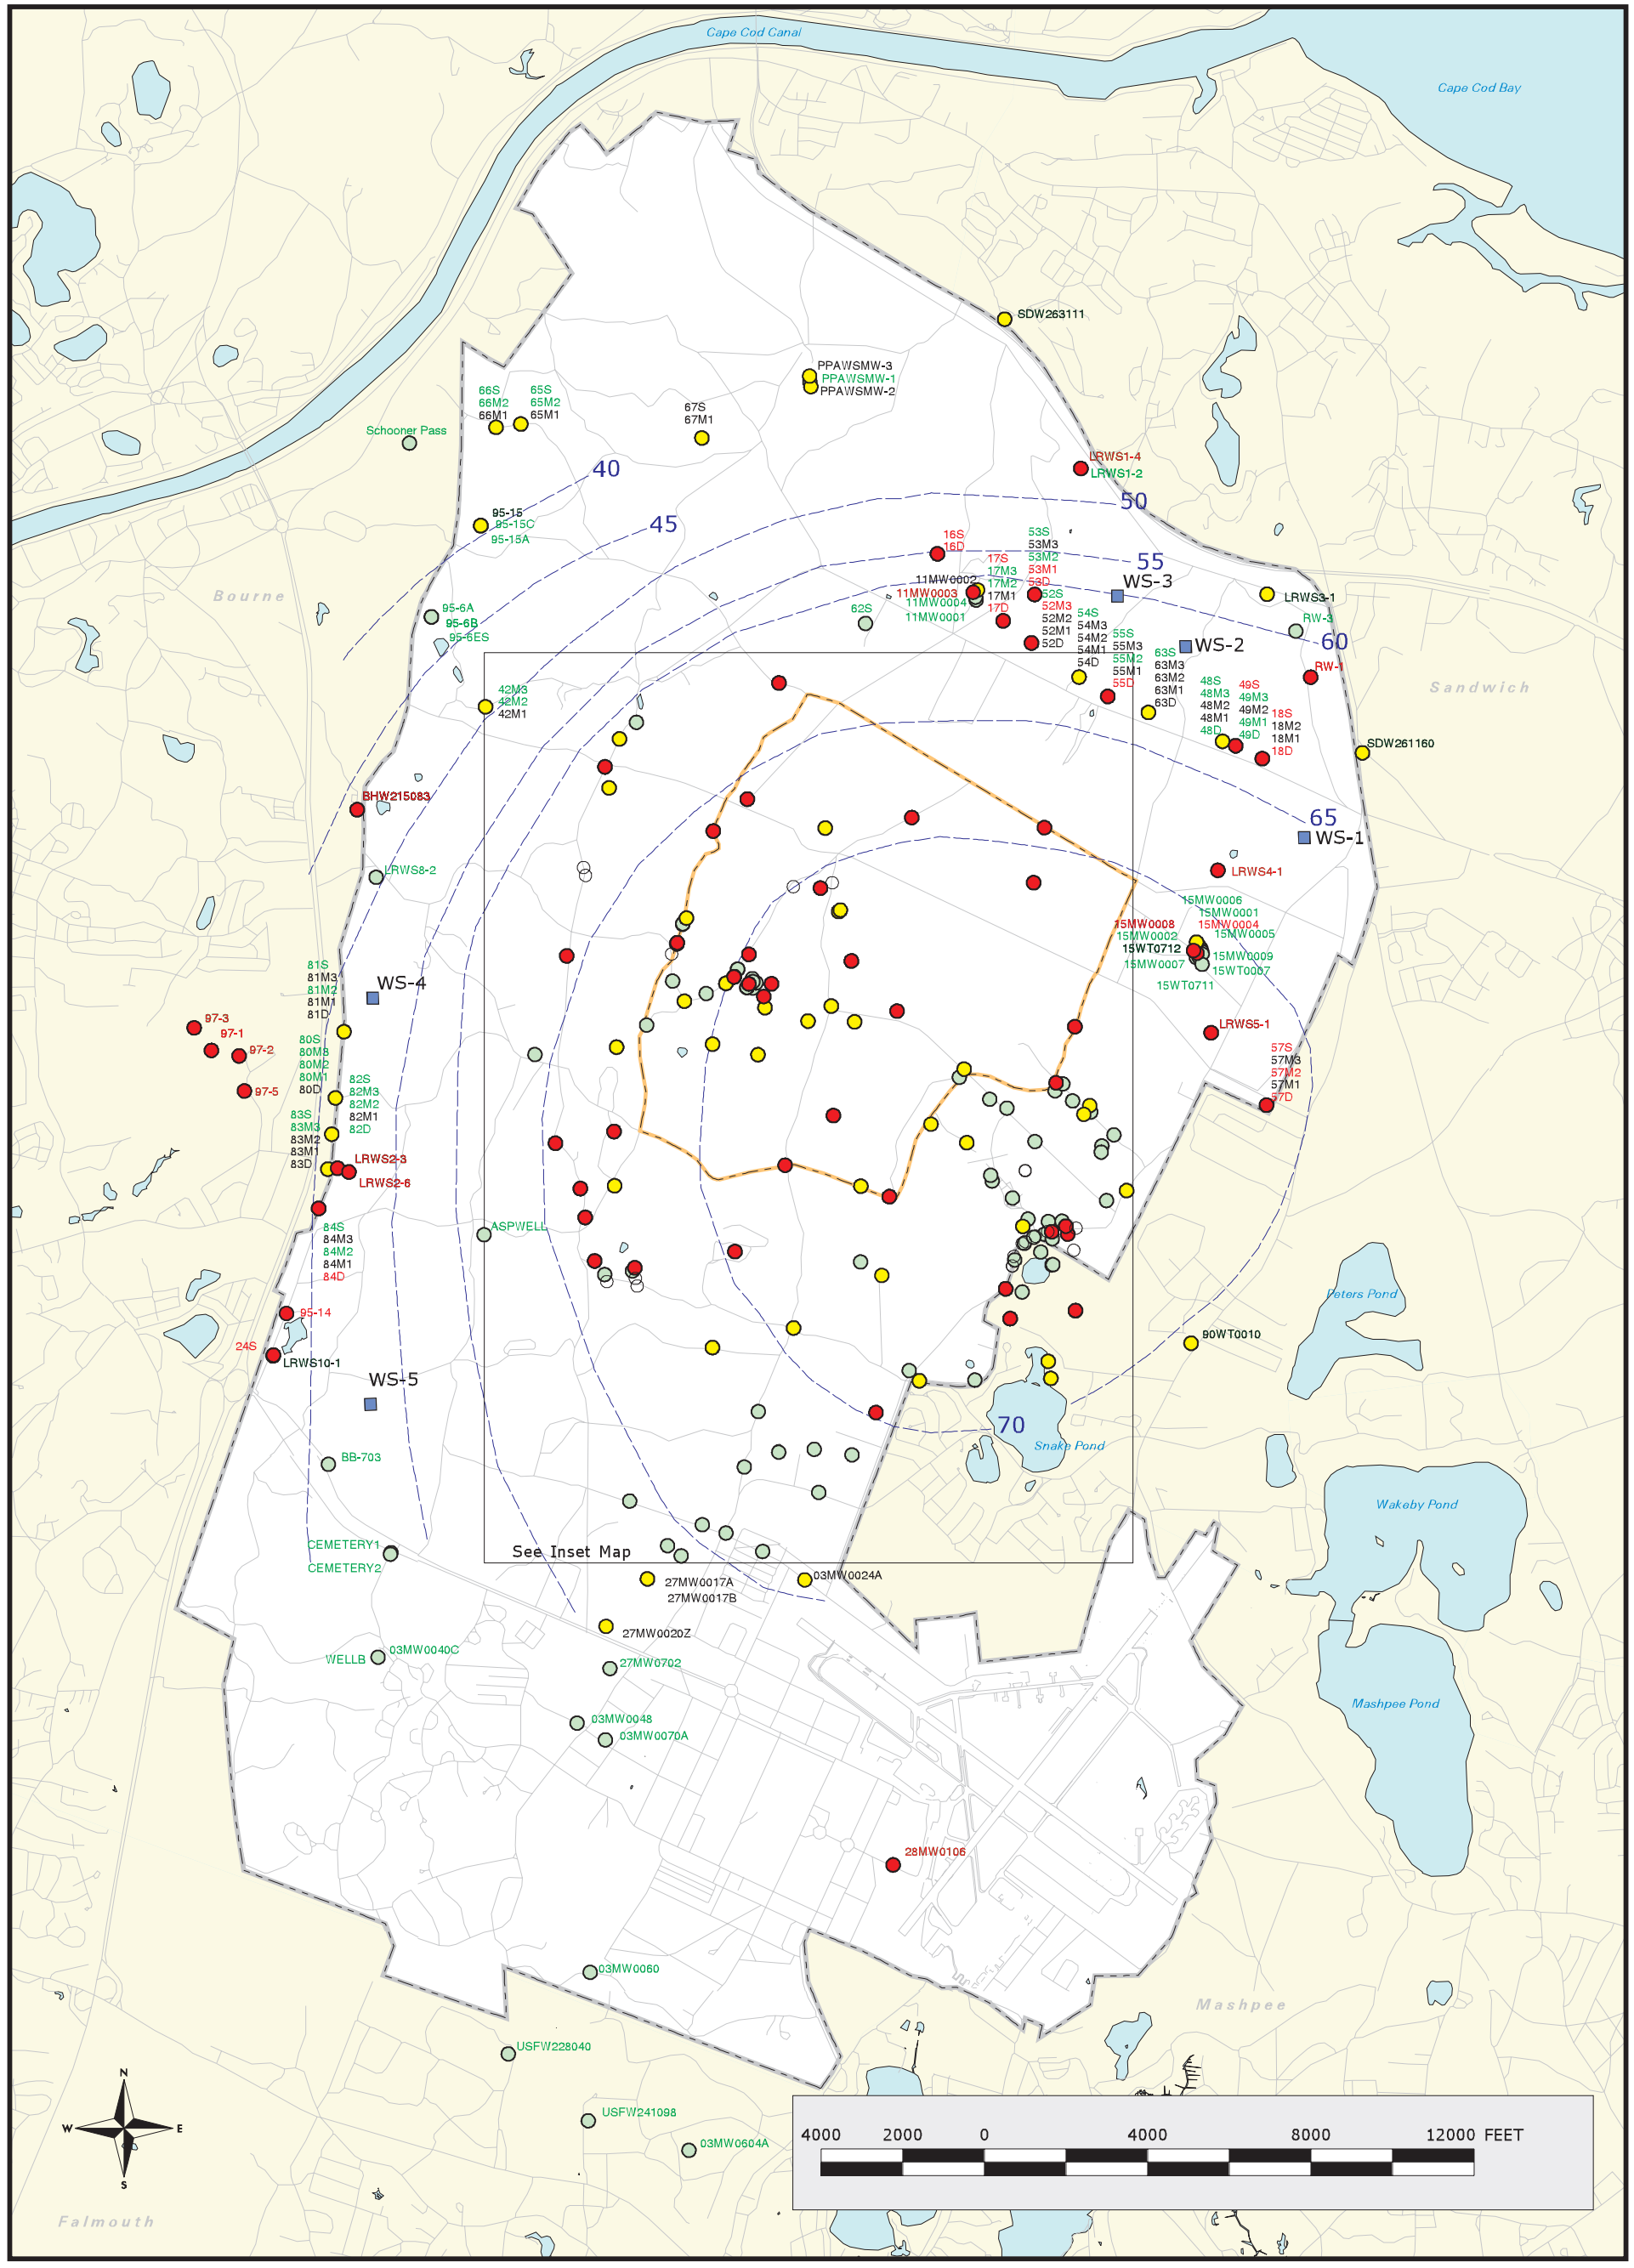 Cape Cod Canal
Cape Cod Bay
SDW263111
PPAWSMW-3
PPAWSMW-1
PPAWSMW-2
66S
66M2
66M1
65S
65M2
65M1
67S
67M1
Schooner Pass
LRWS1-4
LRWS1-2
40
45
50
55
60
65
70
95-15
95-15C
95-15A
16S
16D
53S
53M3
53M2
53M1
53D
17S
17M3
17M2
17M1
17D
11MW0002
11MW0003
11MW0004
11MW0001
WS-3
Bourne
LRWS3-1
RW-3
95-6A
95-6B
95-6ES
62S
52S
52M3
52M2
52M1
52D
54S
54M3
54M2
54M1
54D
55S
55M3
55M2
55M1
55D
WS-2
63S
63M3
63M2
63M1
63D
RW-1
Sandwich
48S
48M3
48M2
48M1
48D
49S
49M3
49M2
49M1
49D
18S
18M2
18M1
18D
42M3
42M2
42M1
SDW261160
BHW215083
WS-1
LRWS8-2
LRWS4-1
15MW0006
15MW0001
15MW0008
15MW0004
15MW0002
15MW0005
15WT0712
15MW0009
15MW0007
15WT0007
15WT0711
81S
81M3
81M2
81M1
81D
WS-4
97-3
97-1
97-2
97-5
LRWS5-1
80S
80M3
80M2
80M1
80D
82S
82M3
82M2
82M1
82D
57S
57M3
57M2
57M1
57D
83S
83M3
83M2
83M1
83D
LRWS2-3
LRWS2-6
84S
84M3
84M2
84M1
84D
ASPWELL
95-14
24S
LRWS10-1
Peters Pond
90WT0010
WS-5
Snake Pond
BB-703
Wakeby Pond
CEMETERY1
CEMETERY2
See Inset Map
27MW0017A
27MW0017B
03MW0024A
27MW0020Z
03MW0040C
WELLB
27MW0702
Mashpee Pond
03MW0048
03MW0070A
28MW0106
03MW0060
Mashpee
USFW228040
USFW241098
03MW0604A
N
W
E
S
4000 2000 0 4000 8000 12000 FEET
Falmouth